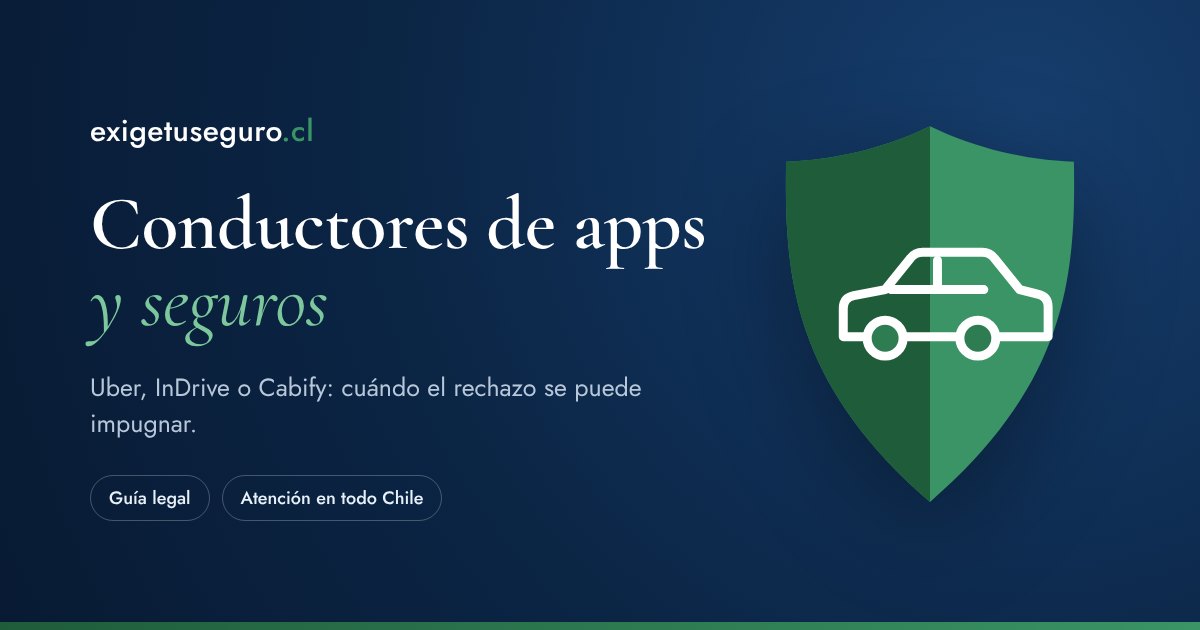 exigetuseguro.cl
Conductores de apps
y seguros
Uber, InDrive o Cabify: cuándo el rechazo se puede
impugnar.
Guía legal
Atención en todo Chile